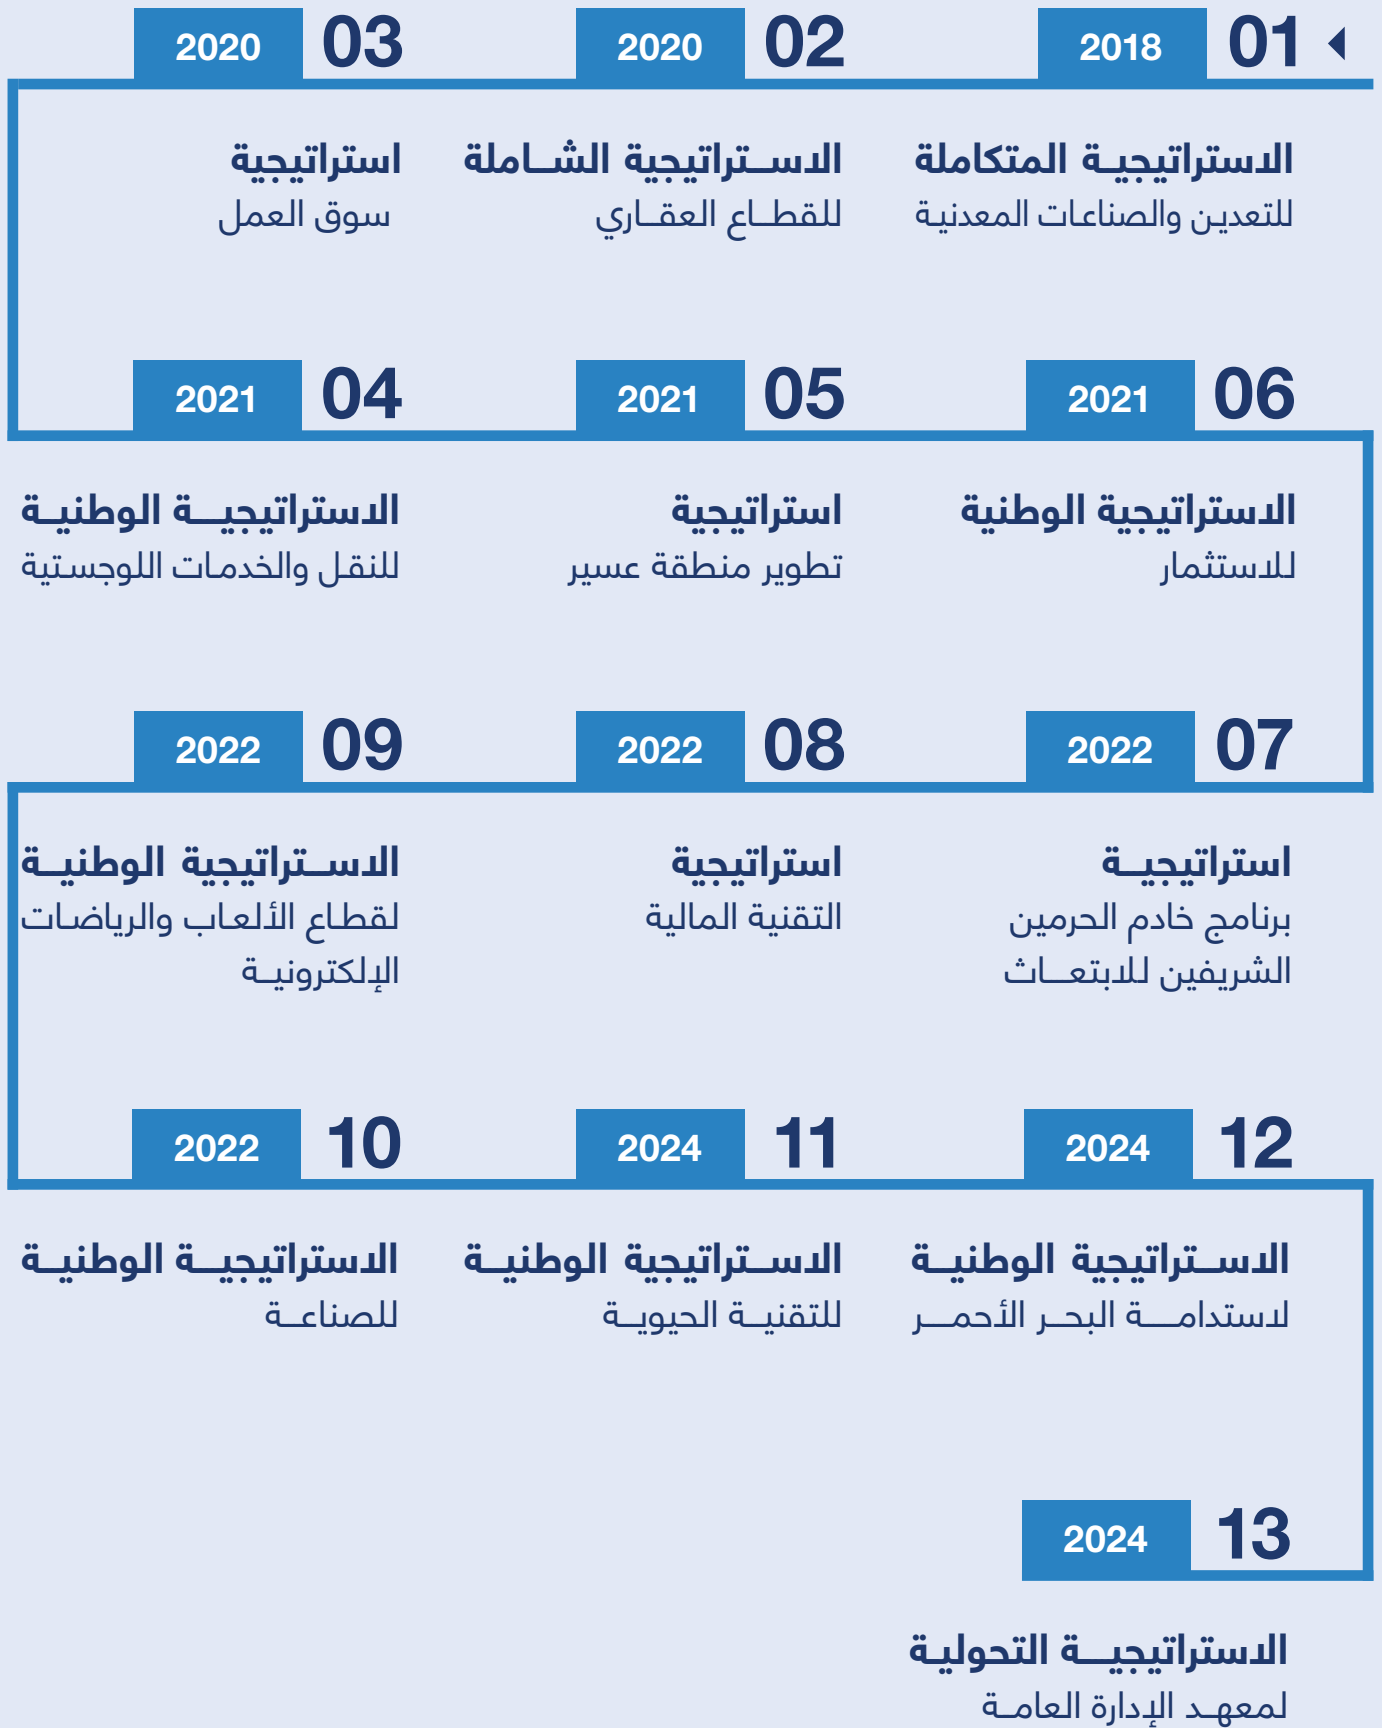 01 2018
الاستراتيجية المتكاملة
للتعدين والصناعات المعدنية
02 2020
الاستراتيجية الشاملة
للقطاع العقاري
03 2020
استراتيجية
سوق العمل
04 2021
الاستراتيجية الوطنية
للنقل والخدمات اللوجستية
05 2021
استراتيجية
تطوير منطقة عسير
06 2021
الاستراتيجية الوطنية
للاستثمار
07 2022
استراتيجية
برنامج خادم الحرمين
الشريفين للابتعاث
08 2022
استراتيجية
التقنية المالية
09 2022
الاستراتيجية الوطنية
لقطاع الألعاب والرياضات
الإلكترونية
10 2022
الاستراتيجية الوطنية
للصناعة
11 2024
الاستراتيجية الوطنية
للتقنية الحيوية
12 2024
الاستراتيجية الوطنية
لاستدامة البحر الأحمر
13 2024
الاستراتيجية التحولية
لمعهد الإدارة العامة